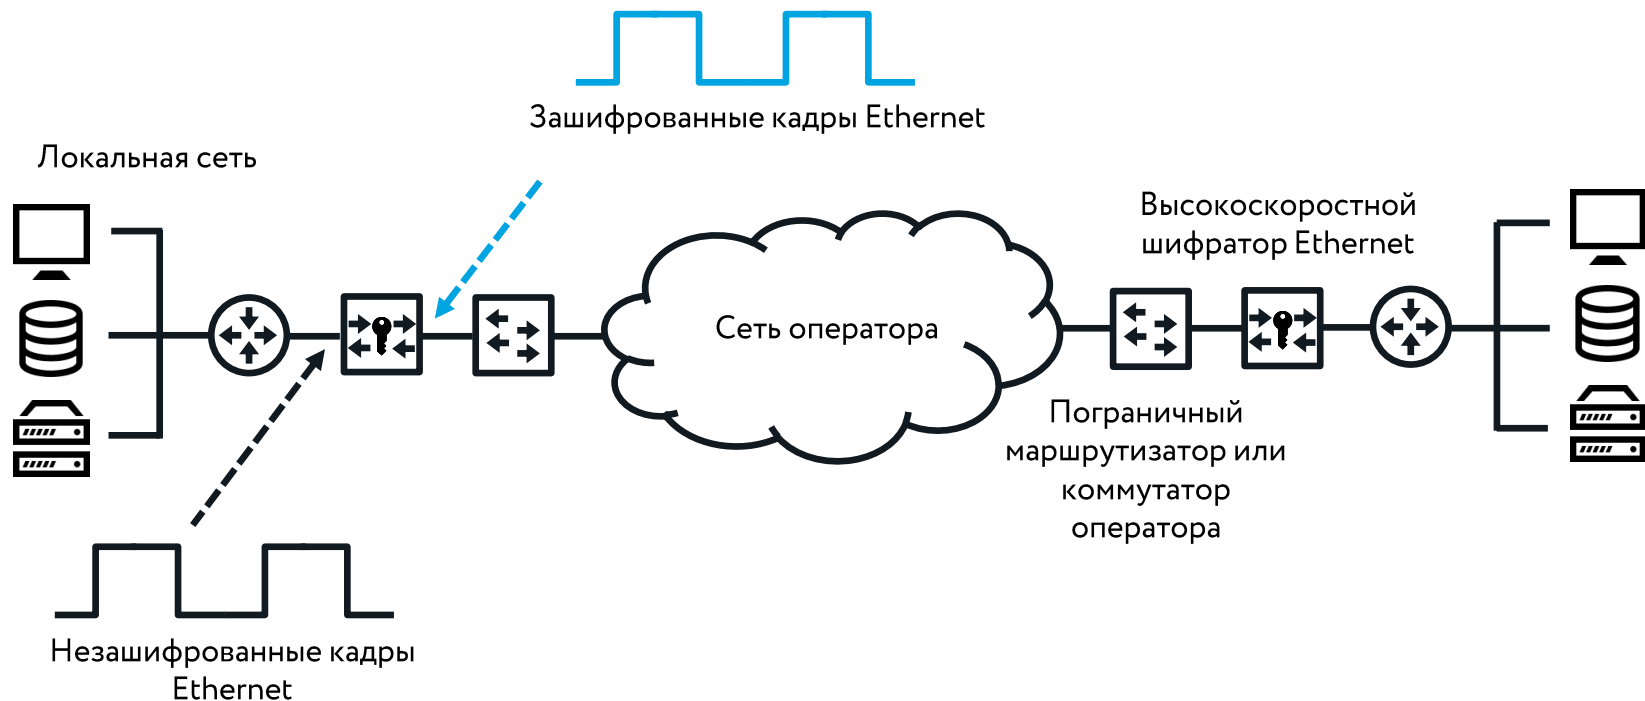 Зашифрованные кадры Ethernet
Локальная сеть
Высокоскоростной
шифратор Ethernet
Сеть оператора
Пограничный
маршрутизатор или
коммутатор
оператора
Незашифрованные кадры
Ethernet